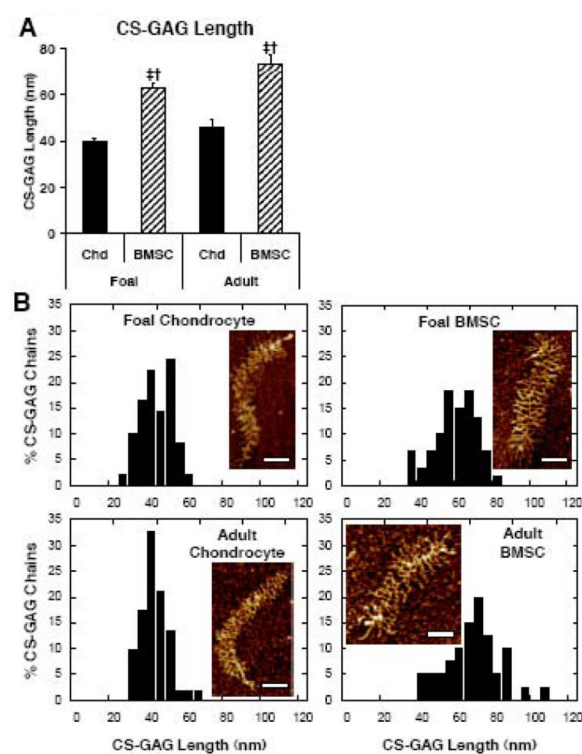 A
CS-GAG Length
CS-GAG Length (nm)
80
60
40
20
0
‡†
‡†
Chd BMSC Chd BMSC
Foal Adult
B
% CS-GAG Chains
35
30
25
20
15
10
5
0
Foal Chondrocyte
0 20 40 60 80 100 120
35
30
25
20
15
10
5
0
Foal BMSC
0 20 40 60 80 100 120
% CS-GAG Chains
35
30
25
20
15
10
5
0
Adult
Chondrocyte
0 20 40 60 80 100 120
CS-GAG Length (nm)
35
30
25
20
15
10
5
0
Adult
BMSC
0 20 40 60 80 100 120
CS-GAG Length (nm)